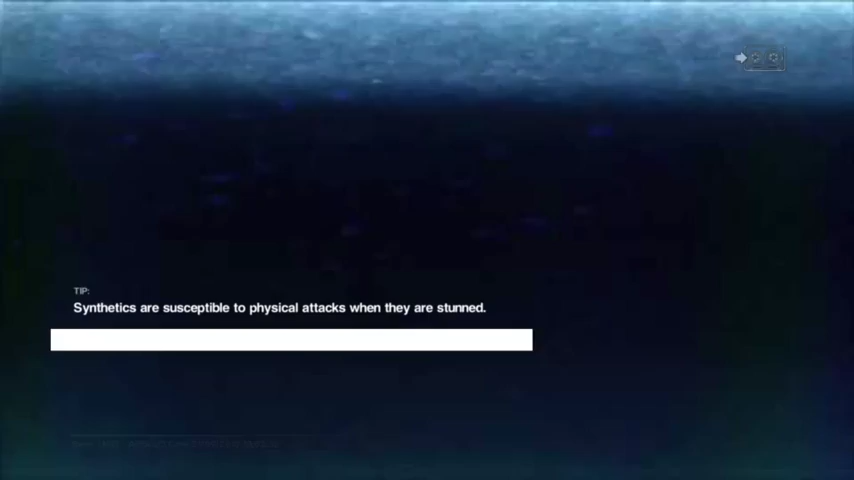 TIP:
Synthetics are susceptible to physical attacks when they are stunned.